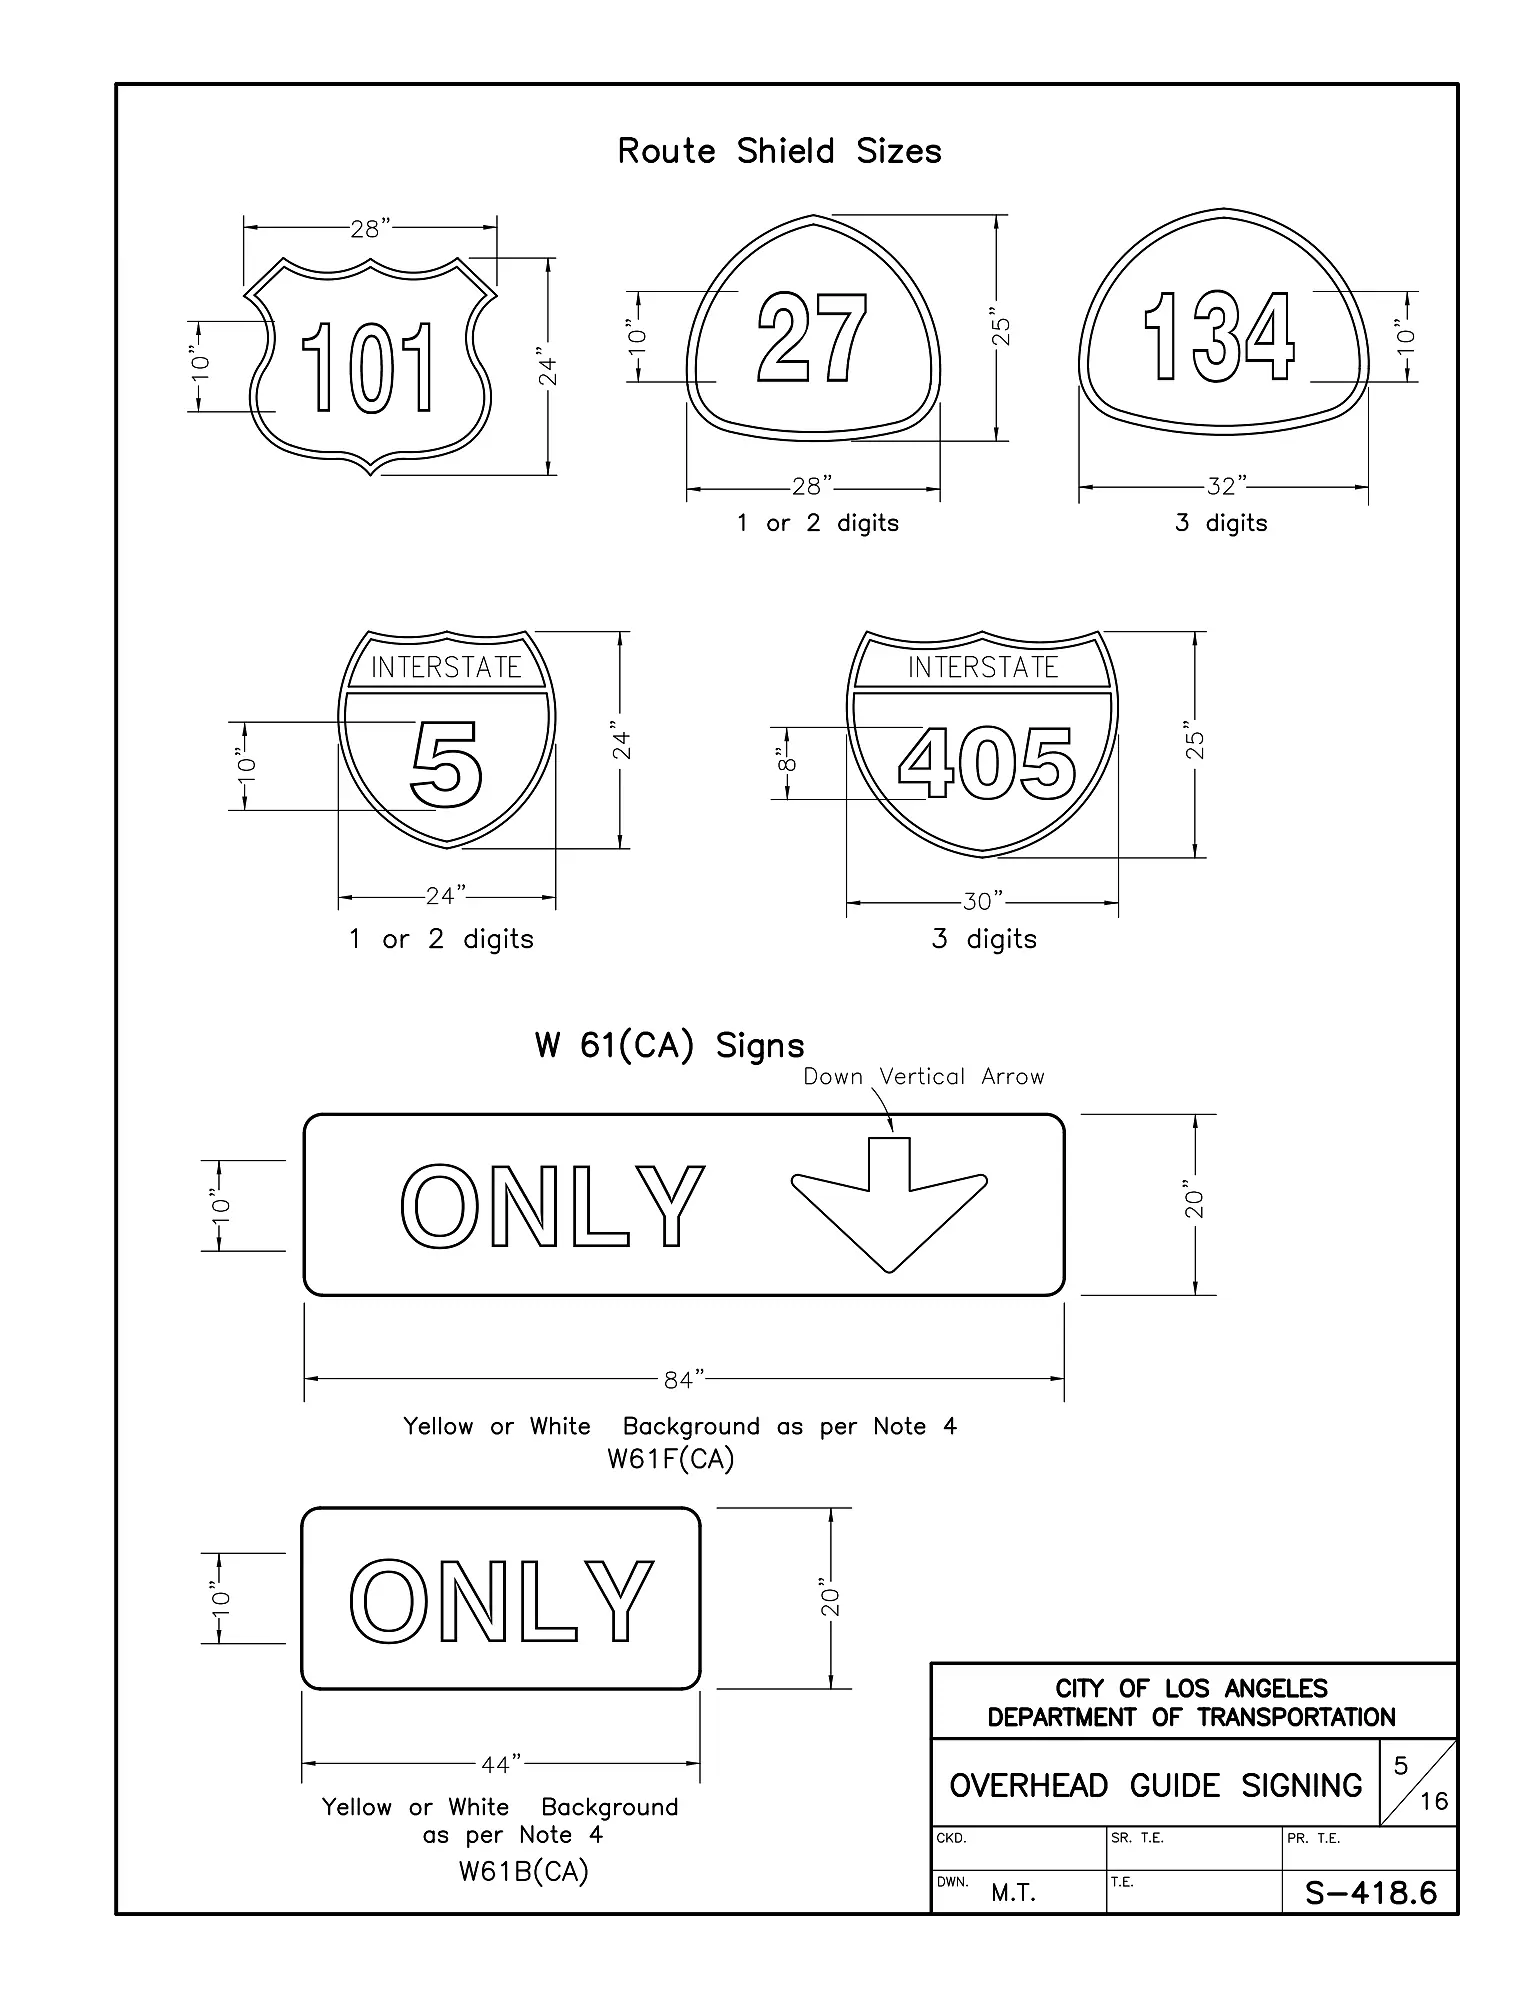 Route Shield Sizes
28”
101
10”
24”
27
10”
25”
28”
1 or 2 digits
134
10”
32”
3 digits
INTERSTATE
5
10”
24”
24”
1 or 2 digits
INTERSTATE
405
8”
25”
30”
3 digits
W 61(CA) Signs
Down Vertical Arrow
ONLY
10”
20”
84”
Yellow or White Background as per Note 4
W61F(CA)
ONLY
10”
20”
44”
Yellow or White Background
as per Note 4
W61B(CA)
CITY OF LOS ANGELES
DEPARTMENT OF TRANSPORTATION
OVERHEAD GUIDE SIGNING
5/16
CKD.
SR. T.E.
PR. T.E.
DWN. M.T.
T.E.
S-418.6